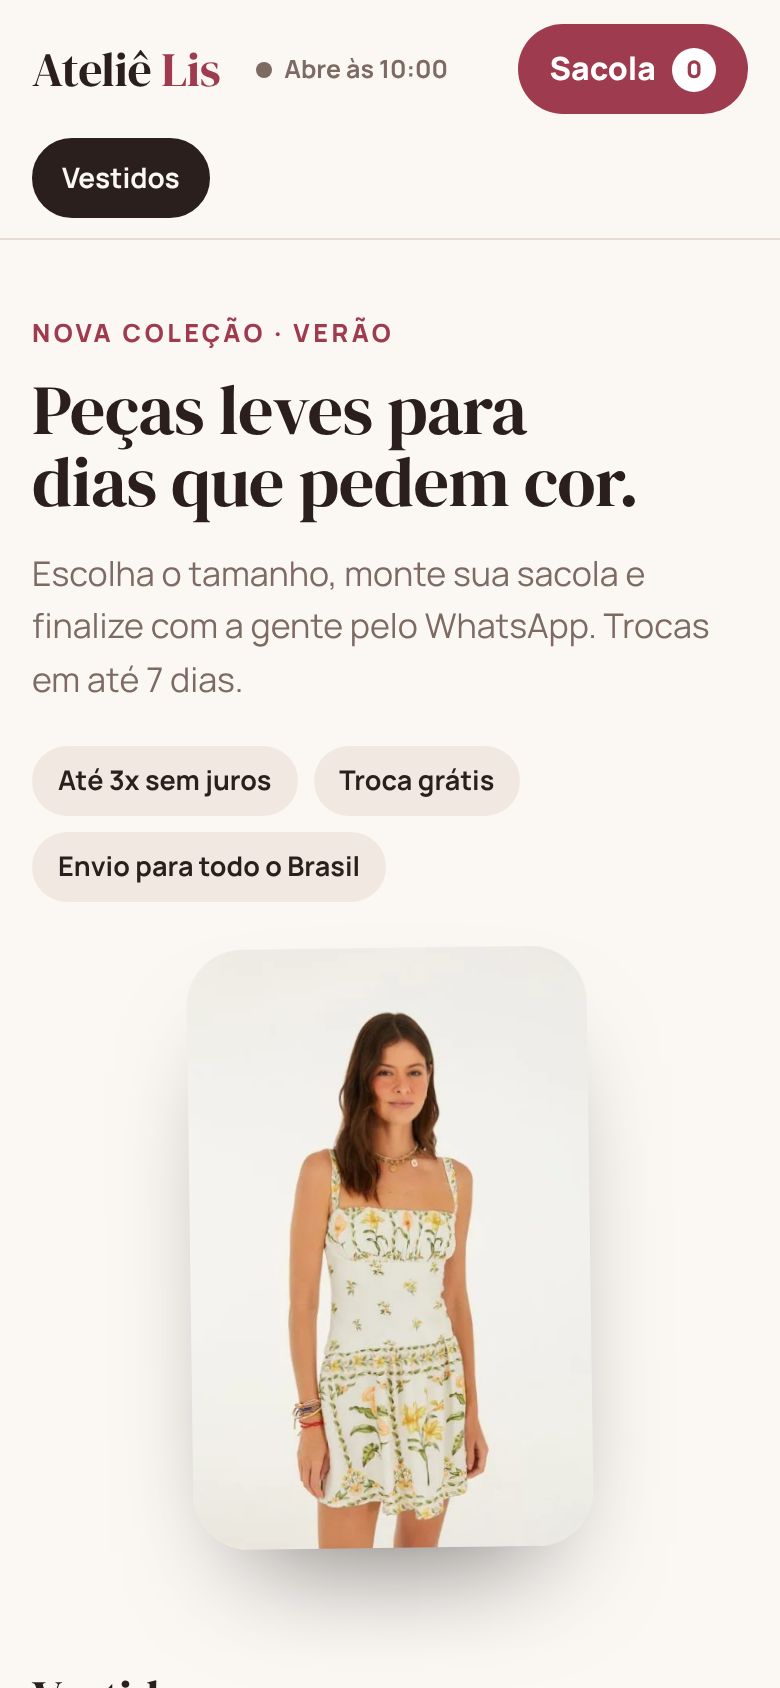 Ateliê Lis
Abre às 10:00
Sacola 0
Vestidos
NOVA COLEÇÃO · VERÃO
Peças leves para
dias que pedem cor.
Escolha o tamanho, monte sua sacola e
finalize com a gente pelo WhatsApp. Trocas
em até 7 dias.
Até 3x sem juros
Troca grátis
Envio para todo o Brasil